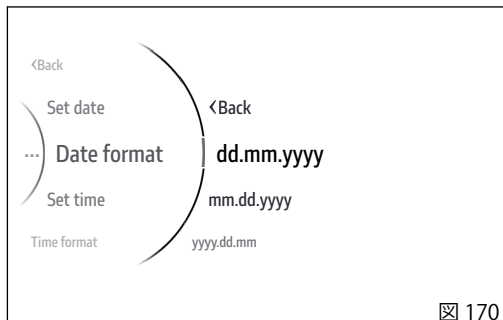 <Back
Set date
... Date format
Set time
Time format
<Back
dd.mm.yyyy
mm.dd.yyyy
yyyy.dd.mm
図 170